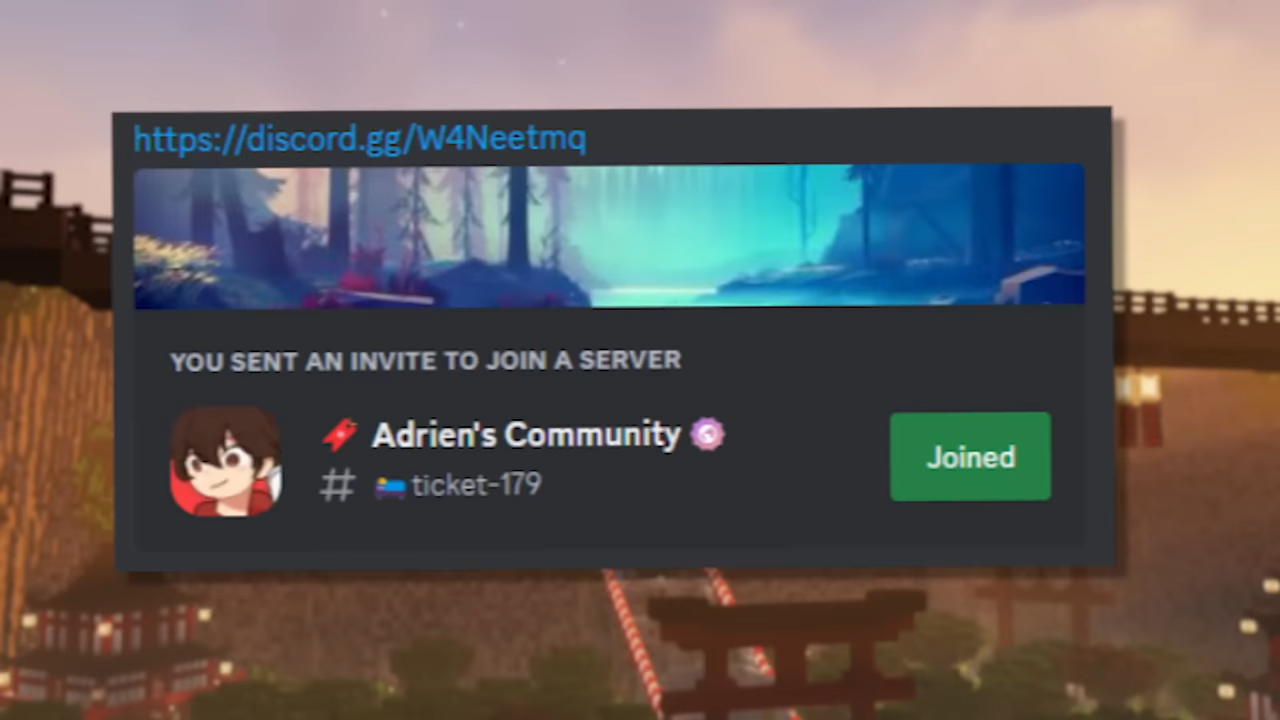 https://discord.gg/W4Neetmq
YOU SENT AN INVITE TO JOIN A SERVER
Adrien's Community
# ticket-179
Joined